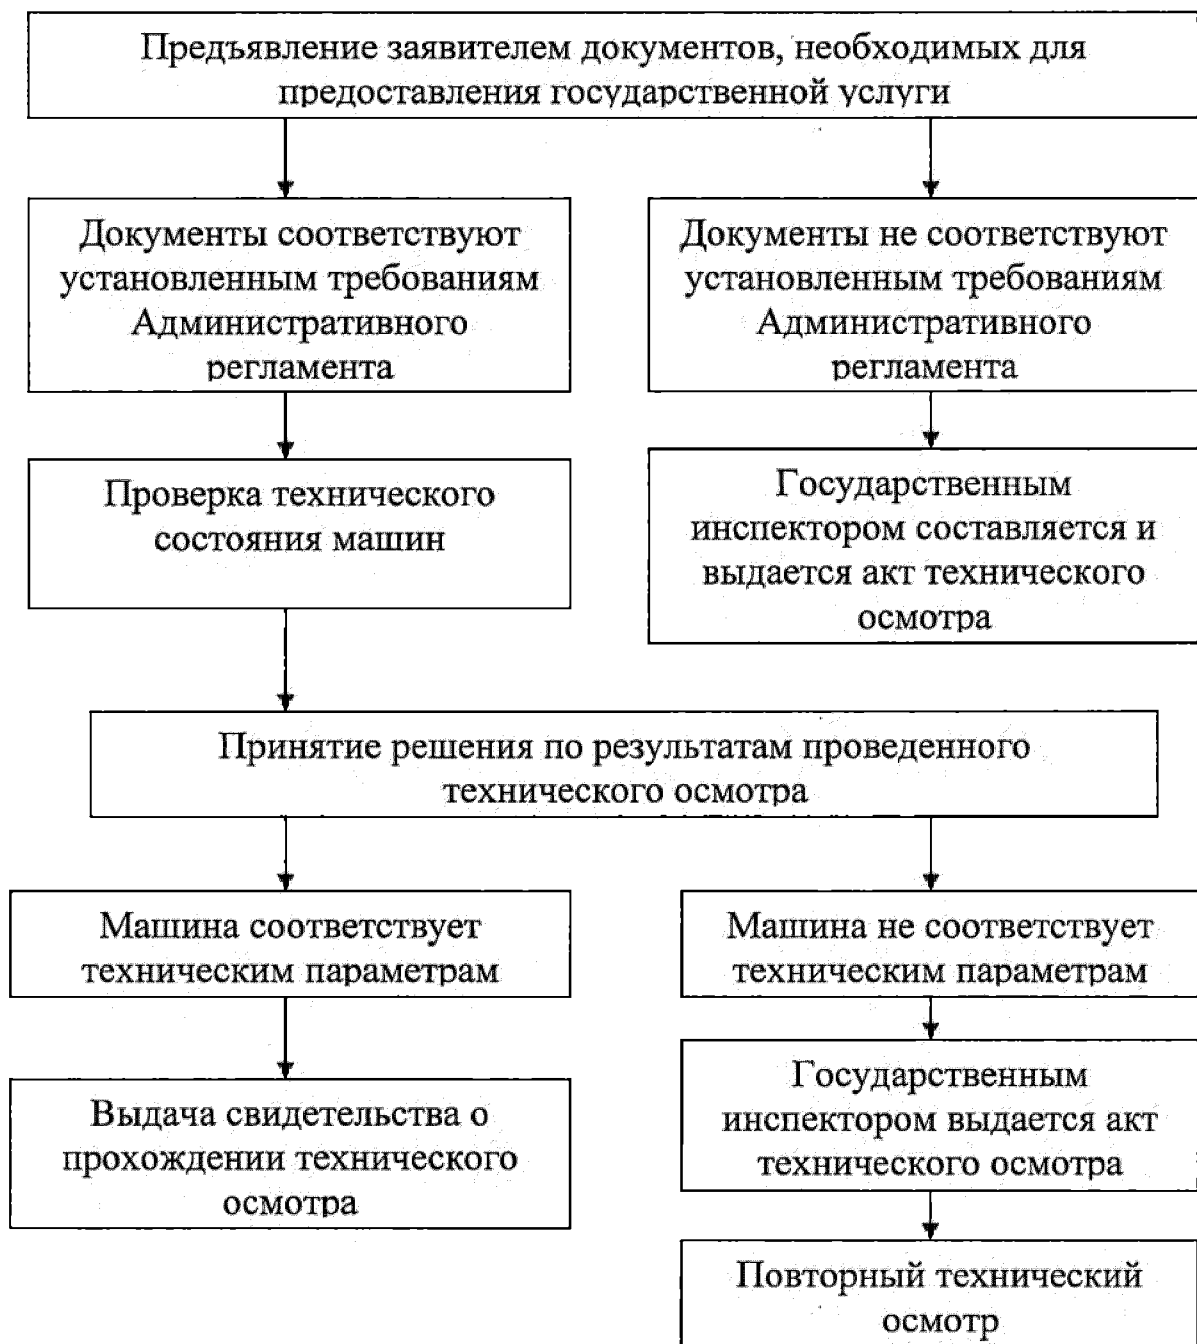 Предъявление заявителем документов, необходимых для
предоставления государственной услуги
Документы соответствуют
установленным требованиям
Административного
регламента
Документы не соответствуют
установленным требованиям
Административного
регламента
Проверка технического
состояния машин
Государственным
инспектором составляется и
выдается акт технического
осмотра
Принятие решения по результатам проведенного
технического осмотра
Машина соответствует
техническим параметрам
Машина не соответствует
техническим параметрам
Выдача свидетельства о
прохождении технического
осмотра
Государственным
инспектором выдается акт
технического осмотра
Повторный технический
осмотр